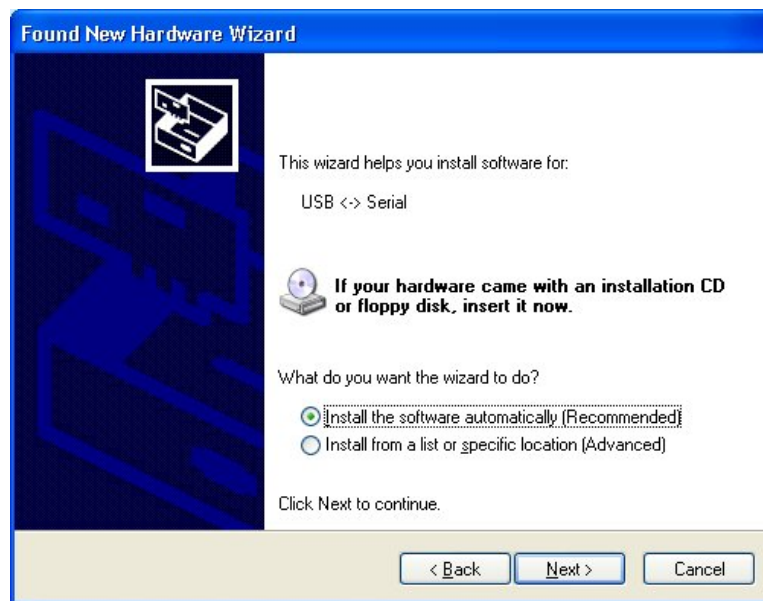 Found New Hardware Wizard
This wizard helps you install software for:
USB <-> Serial
If your hardware came with an installation CD
or floppy disk, insert it now.
What do you want the wizard to do?
Install the software automatically (Recommended)
Install from a list or specific location (Advanced)
Click Next to continue.
< Back Next > Cancel